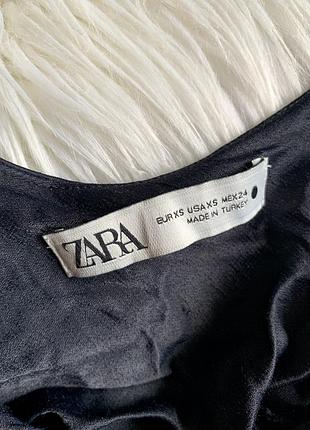 ZARA
EUR XS USA XS MEX 24
MADE IN TURKEY